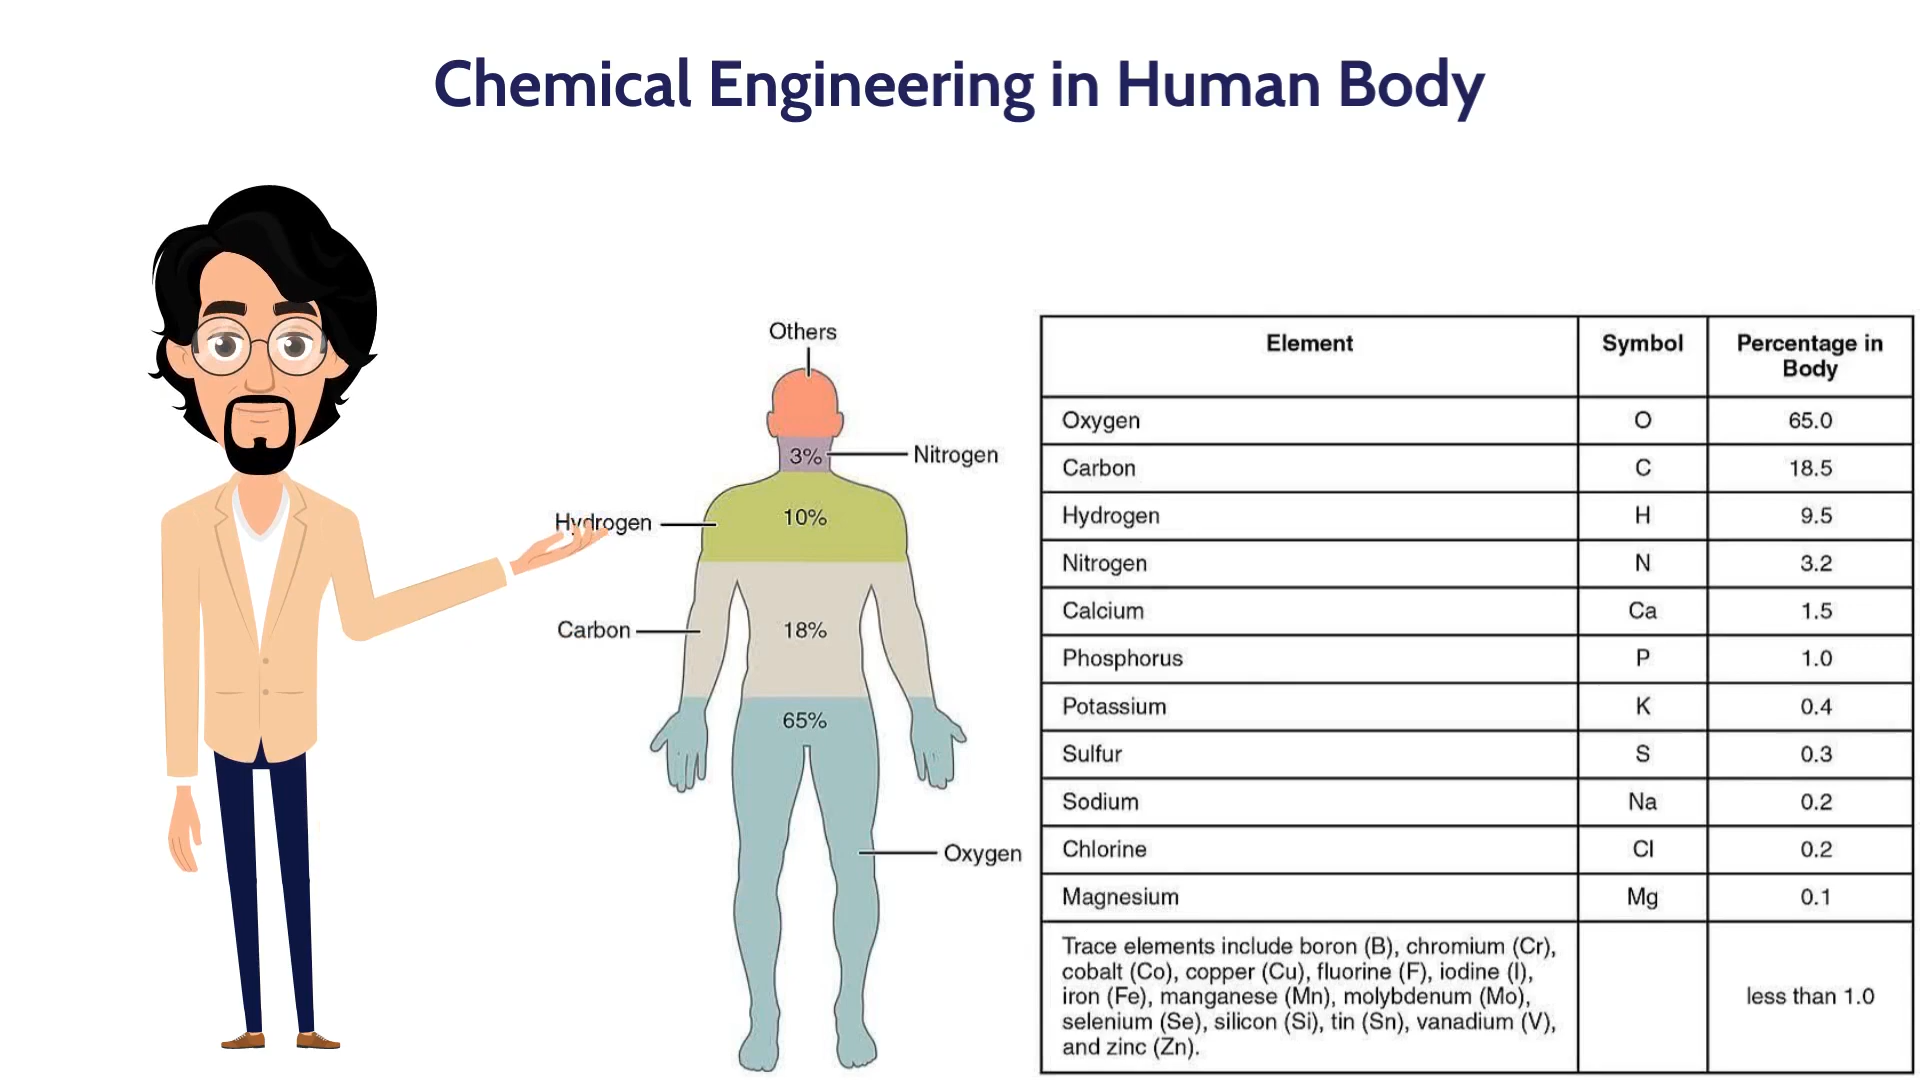 Chemical Engineering in Human Body
Others
3%
Nitrogen
Hydrogen
10%
Carbon
18%
65%
Oxygen
Element Symbol Percentage in
Body
Oxygen O 65.0
Carbon C 18.5
Hydrogen H 9.5
Nitrogen N 3.2
Calcium Ca 1.5
Phosphorus P 1.0
Potassium K 0.4
Sulfur S 0.3
Sodium Na 0.2
Chlorine Cl 0.2
Magnesium Mg 0.1
Trace elements include boron (B), chromium (Cr),
cobalt (Co), copper (Cu), fluorine (F), iodine (I),
iron (Fe), manganese (Mn), molybdenum (Mo),
selenium (Se), silicon (Si), tin (Sn), vanadium (V),
and zinc (Zn).
less than 1.0